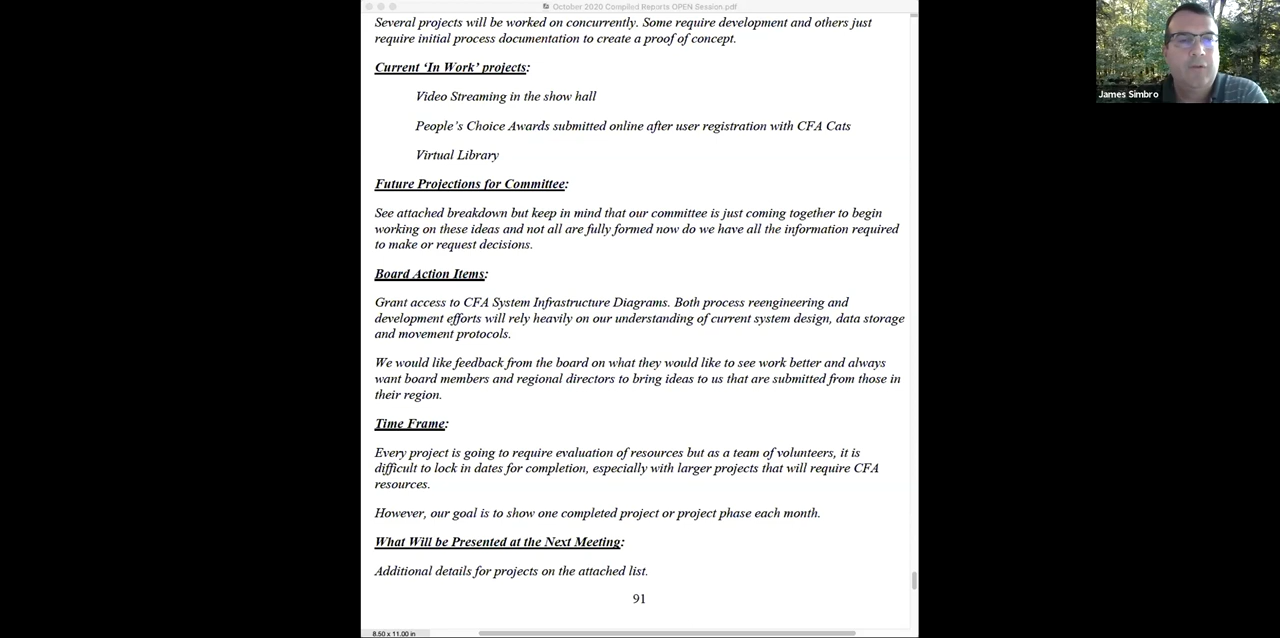 October 2020 Compiled Reports OPEN Session.pdf
Several projects will be worked on concurrently. Some require development and others just
require initial process documentation to create a proof of concept.
Current ‘In Work’ projects:
Video Streaming in the show hall
People’s Choice Awards submitted online after user registration with CFA Cats
Virtual Library
Future Projections for Committee:
See attached breakdown but keep in mind that our committee is just coming together to begin
working on these ideas and not all are fully formed now do we have all the information required
to make or request decisions.
Board Action Items:
Grant access to CFA System Infrastructure Diagrams. Both process reengineering and
development efforts will rely heavily on our understanding of current system design, data storage
and movement protocols.
We would like feedback from the board on what they would like to see work better and always
want board members and regional directors to bring ideas to us that are submitted from those in
their region.
Time Frame:
Every project is going to require evaluation of resources but as a team of volunteers, it is
difficult to lock in dates for completion, especially with larger projects that will require CFA
resources.
However, our goal is to show one completed project or project phase each month.
What Will be Presented at the Next Meeting:
Additional details for projects on the attached list.
91
8.50 x 11.00 in
James Simbro